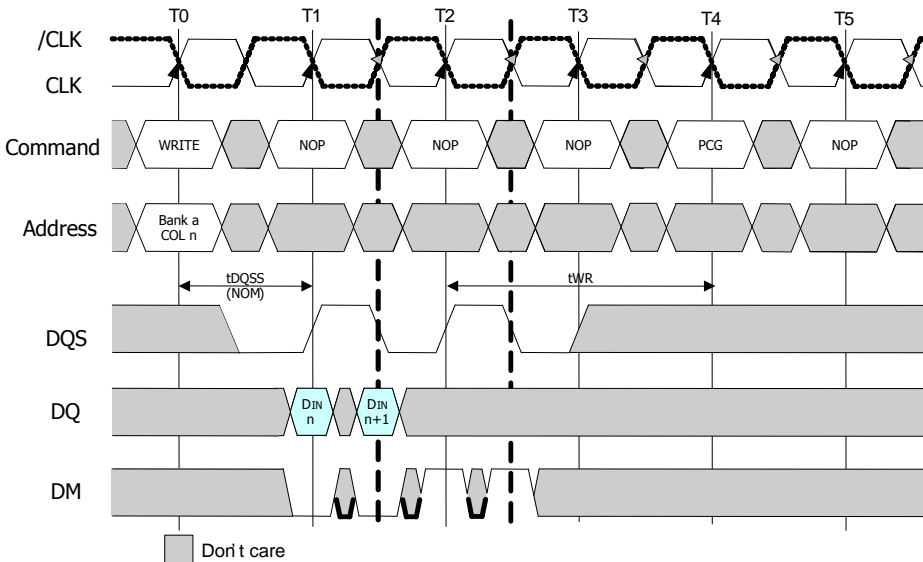 T0 T1 T2 T3 T4 T5
/CLK
CLK
Command WRITE NOP NOP NOP PCG NOP
Address Bank a
COL n
tDQSS
(NOM)
tWR
DQS
DQ DIN
n
DIN
n+1
DM
Don't care